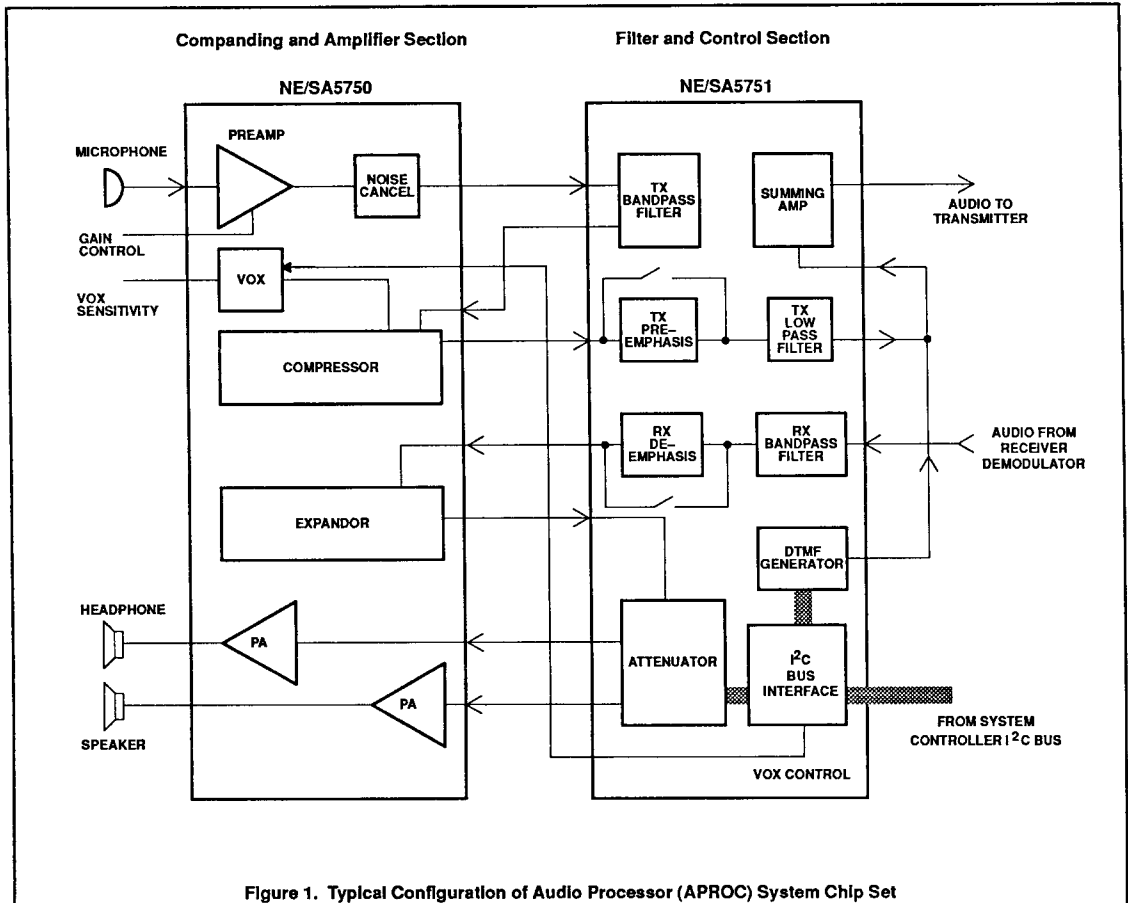 Companding and Amplifier Section
Filter and Control Section
NE/SA5750
NE/SA5751
PREAMP
MICROPHONE
NOISE
CANCEL
TX
BANDPASS
FILTER
SUMMING
AMP
AUDIO TO
TRANSMITTER
GAIN
CONTROL
VOX
VOX
SENSITIVITY
TX
PRE–
EMPHASIS
TX
LOW
PASS
FILTER
COMPRESSOR
RX
DE–
EMPHASIS
RX
BANDPASS
FILTER
AUDIO FROM
RECEIVER
DEMODULATOR
EXPANDOR
DTMF
GENERATOR
HEADPHONE
PA
ATTENUATOR
I²C
BUS
INTERFACE
PA
SPEAKER
FROM SYSTEM
CONTROLLER I²C BUS
VOX CONTROL
Figure 1. Typical Configuration of Audio Processor (APROC) System Chip Set